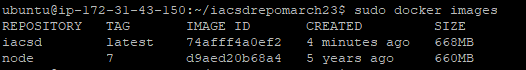 ubuntu@ip-172-31-43-150:~/iacsdrepomarch23$ sudo docker images
REPOSITORY TAG IMAGE ID CREATED SIZE
iacsd latest 74afff4a0ef2 4 minutes ago 668MB
node 7 d9aed20b68a4 5 years ago 660MB